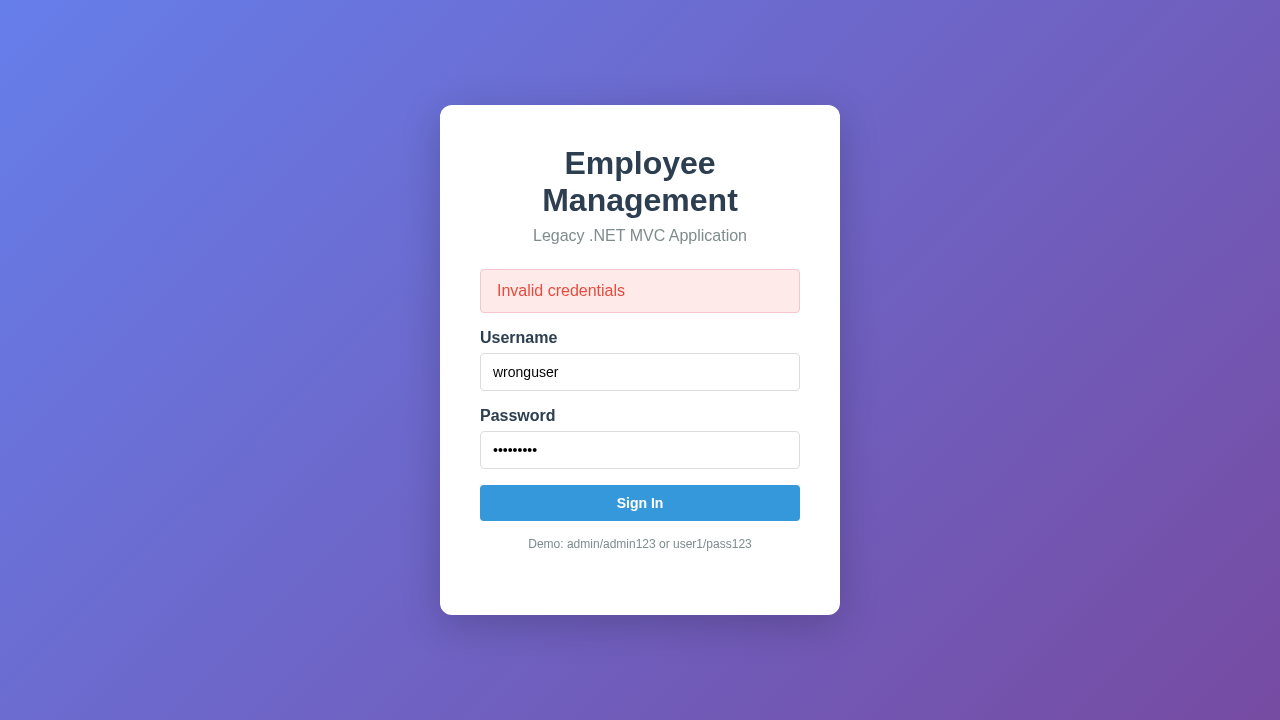 Employee
Management
Legacy .NET MVC Application
Invalid credentials
Username
wronguser
Password
•••••••••
Sign In
Demo: admin/admin123 or user1/pass123